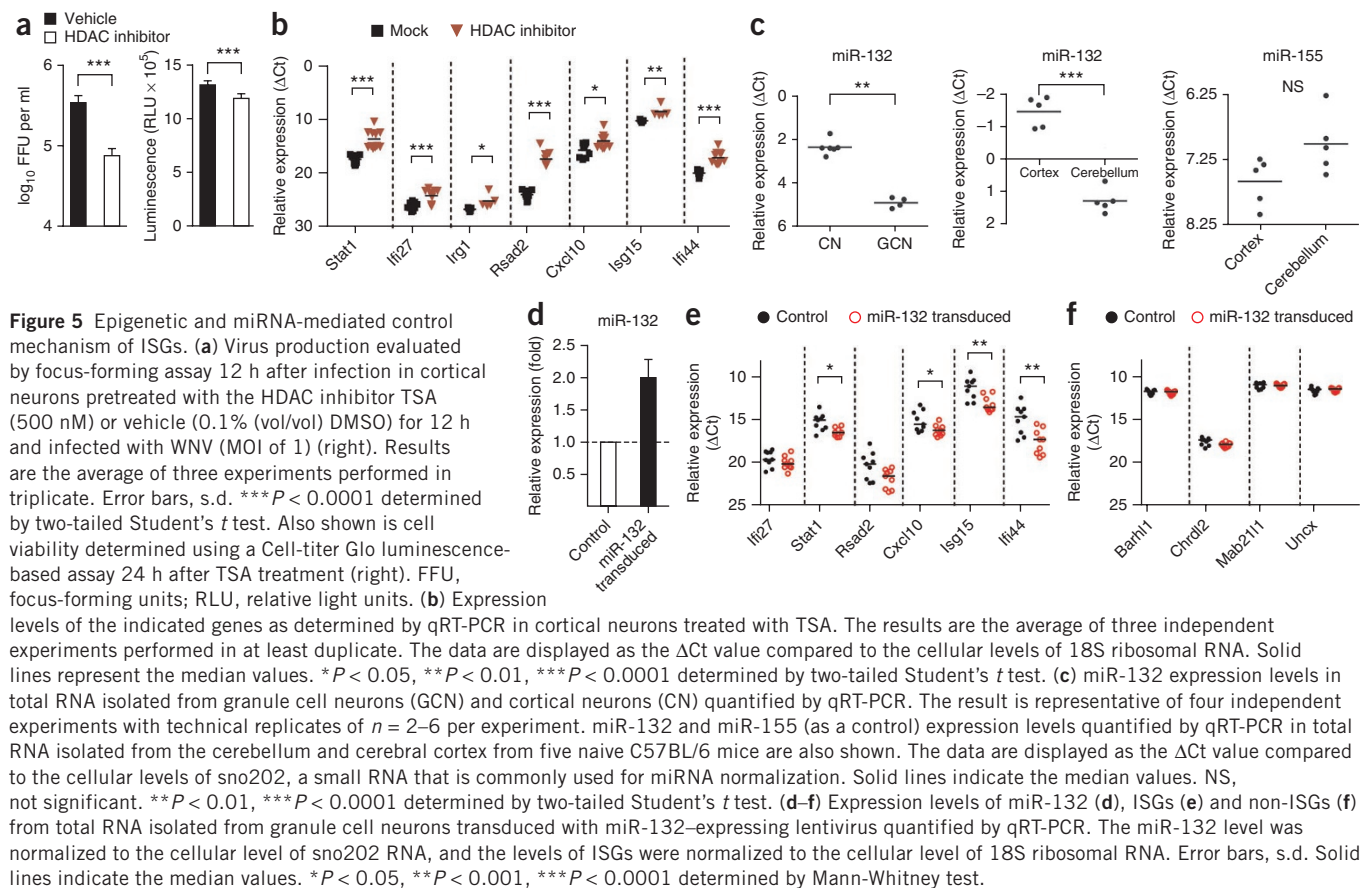 a
Vehicle
HDAC inhibitor
***
6
5
4
log10 FFU per ml
***
15
10
5
0
Luminescence (RLU × 10⁵)
b
Mock
HDAC inhibitor
0
10
20
30
Relative expression (ΔCt)
***
***
*
***
*
**
***
Stat1
Ifi27
Irg1
Rsad2
Cxcl10
Isg15
Ifi44
c
miR-132
**
0
2
4
6
Relative expression (ΔCt)
CN
GCN
miR-132
***
–2
–1
0
1
2
Relative expression (ΔCt)
Cortex
Cerebellum
miR-155
NS
6.25
7.25
8.25
Relative expression (ΔCt)
Cortex
Cerebellum
d
miR-132
2.5
2.0
1.5
1.0
0.5
Relative expression (fold)
Control
miR-132
transduced
e
Control
miR-132 transduced
10
15
20
25
Relative expression
(ΔCt)
*
*
**
**
Ifi27
Stat1
Rsad2
Cxcl10
Isg15
Ifi44
f
Control
miR-132 transduced
10
15
20
25
Relative expression
(ΔCt)
Barhl1
Chrdl2
Mab21l1
Uncx
Figure 5 Epigenetic and miRNA-mediated control
mechanism of ISGs. (a) Virus production evaluated
by focus-forming assay 12 h after infection in cortical
neurons pretreated with the HDAC inhibitor TSA
(500 nM) or vehicle (0.1% (vol/vol) DMSO) for 12 h
and infected with WNV (MOI of 1) (right). Results
are the average of three experiments performed in
triplicate. Error bars, s.d. ***P < 0.0001 determined
by two-tailed Student's t test. Also shown is cell
viability determined using a Cell-titer Glo luminescence-
based assay 24 h after TSA treatment (right). FFU,
focus-forming units; RLU, relative light units. (b) Expression
levels of the indicated genes as determined by qRT-PCR in cortical neurons treated with TSA. The results are the average of three independent
experiments performed in at least duplicate. The data are displayed as the ΔCt value compared to the cellular levels of 18S ribosomal RNA. Solid
lines represent the median values. *P < 0.05, **P < 0.01, ***P < 0.0001 determined by two-tailed Student's t test. (c) miR-132 expression levels in
total RNA isolated from granule cell neurons (GCN) and cortical neurons (CN) quantified by qRT-PCR. The result is representative of four independent
experiments with technical replicates of n = 2–6 per experiment. miR-132 and miR-155 (as a control) expression levels quantified by qRT-PCR in total
RNA isolated from the cerebellum and cerebral cortex from five naive C57BL/6 mice are also shown. The data are displayed as the ΔCt value compared
to the cellular levels of sno202, a small RNA that is commonly used for miRNA normalization. Solid lines indicate the median values. NS,
not significant. **P < 0.01, ***P < 0.0001 determined by two-tailed Student's t test. (d–f) Expression levels of miR-132 (d), ISGs (e) and non-ISGs (f)
from total RNA isolated from granule cell neurons transduced with miR-132–expressing lentivirus quantified by qRT-PCR. The miR-132 level was
normalized to the cellular level of sno202 RNA, and the levels of ISGs were normalized to the cellular level of 18S ribosomal RNA. Error bars, s.d. Solid
lines indicate the median values. *P < 0.05, **P < 0.001, ***P < 0.0001 determined by Mann-Whitney test.